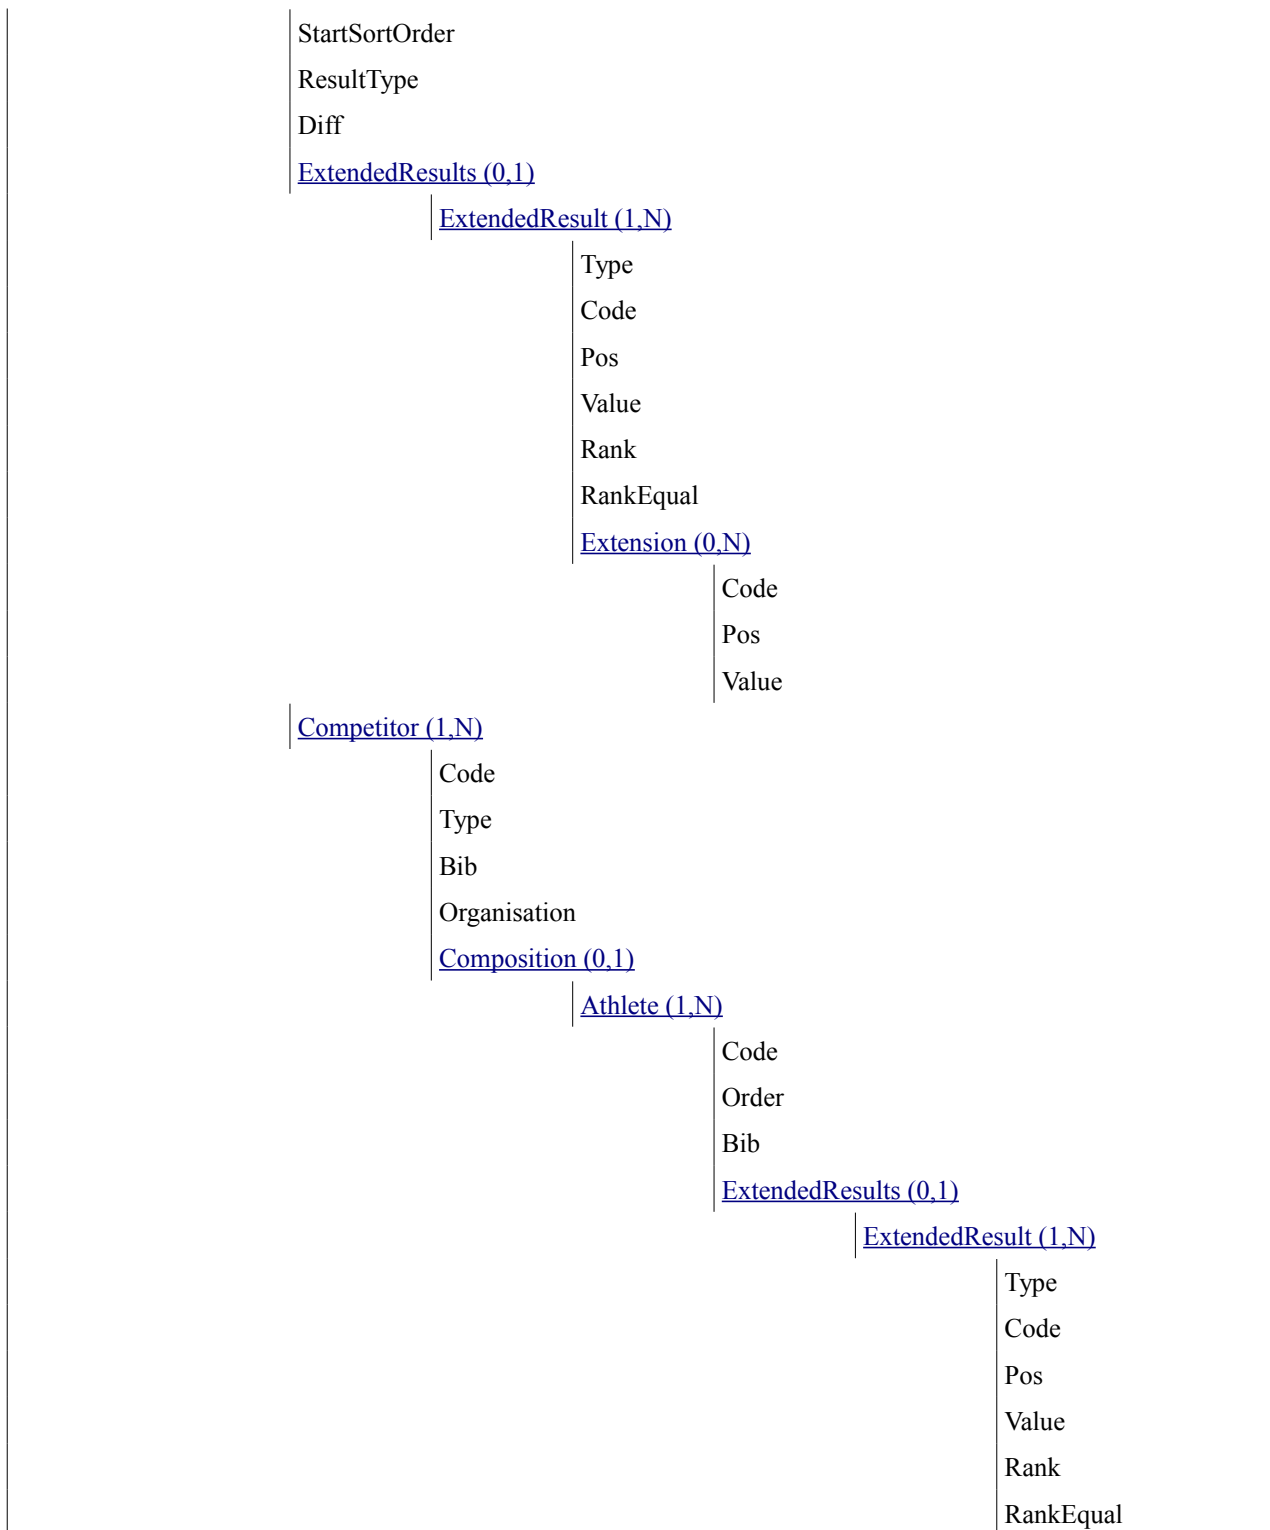 StartSortOrder
ResultType
Diff
ExtendedResults (0,1)
ExtendedResult (1,N)
Type
Code
Pos
Value
Rank
RankEqual
Extension (0,N)
Code
Pos
Value
Competitor (1,N)
Code
Type
Bib
Organisation
Composition (0,1)
Athlete (1,N)
Code
Order
Bib
ExtendedResults (0,1)
ExtendedResult (1,N)
Type
Code
Pos
Value
Rank
RankEqual